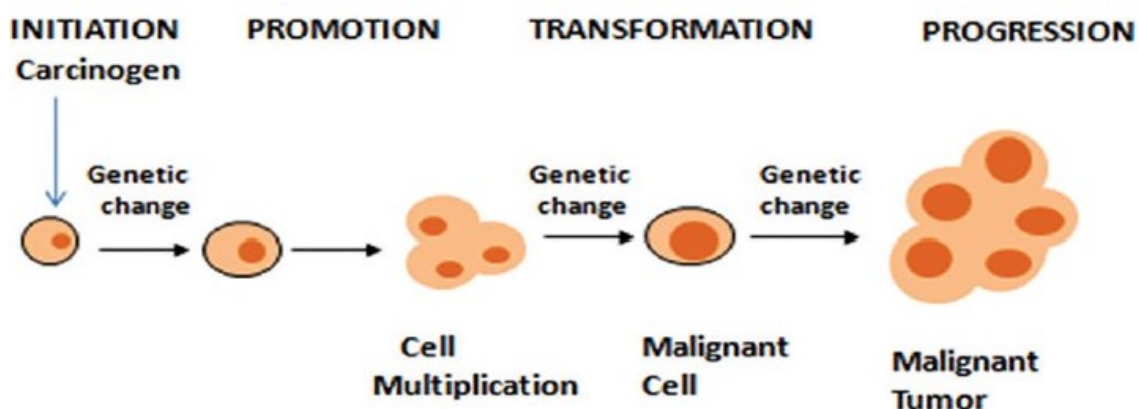 INITIATION
Carcinogen
PROMOTION
TRANSFORMATION
PROGRESSION
Genetic
change
Genetic
change
Genetic
change
Cell
Multiplication
Malignant
Cell
Malignant
Tumor